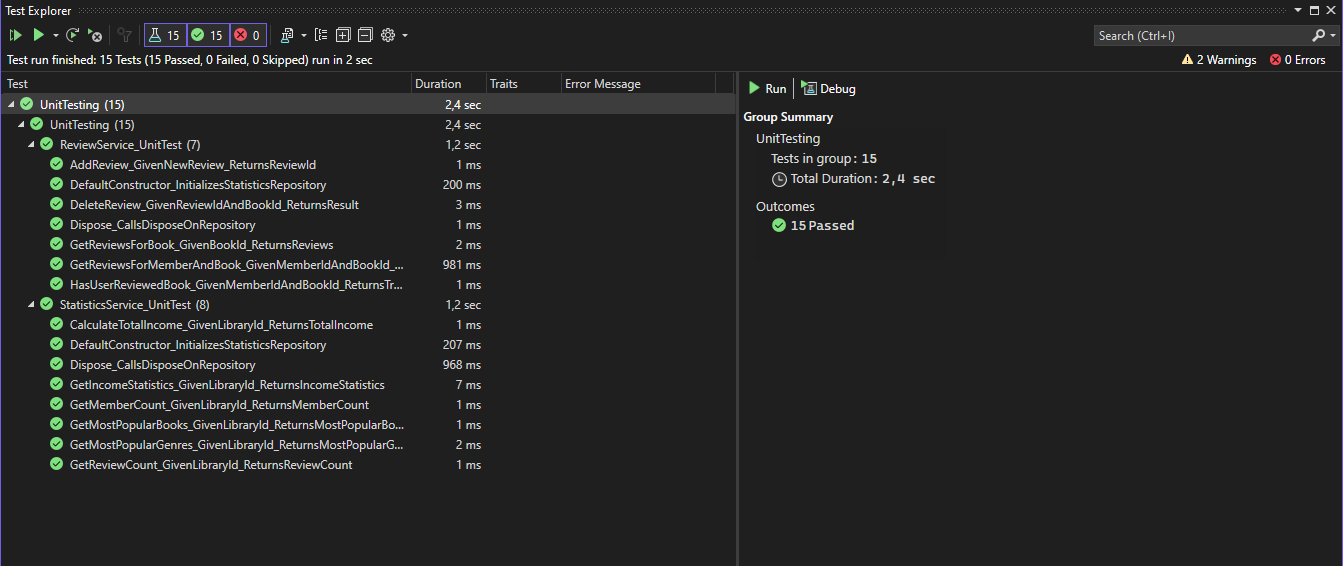 Test Explorer
15 15 0
Search (Ctrl+I)
Test run finished: 15 Tests (15 Passed, 0 Failed, 0 Skipped) run in 2 sec
2 Warnings 0 Errors
Test Duration Traits Error Message
UnitTesting (15) 2,4 sec
UnitTesting (15) 2,4 sec
ReviewService_UnitTest (7) 1,2 sec
AddReview_GivenNewReview_ReturnsReviewId 1 ms
DefaultConstructor_InitializesStatisticsRepository 200 ms
DeleteReview_GivenReviewIdAndBookId_ReturnsResult 3 ms
Dispose_CallsDisposeOnRepository 1 ms
GetReviewsForBook_GivenBookId_ReturnsReviews 2 ms
GetReviewsForMemberAndBook_GivenMemberIdAndBookId_... 981 ms
HasUserReviewedBook_GivenMemberIdAndBookId_ReturnsTr... 1 ms
StatisticsService_UnitTest (8) 1,2 sec
CalculateTotalIncome_GivenLibraryId_ReturnsTotalIncome 1 ms
DefaultConstructor_InitializesStatisticsRepository 207 ms
Dispose_CallsDisposeOnRepository 968 ms
GetIncomeStatistics_GivenLibraryId_ReturnsIncomeStatistics 7 ms
GetMemberCount_GivenLibraryId_ReturnsMemberCount 1 ms
GetMostPopularBooks_GivenLibraryId_ReturnsMostPopularBo... 1 ms
GetMostPopularGenres_GivenLibraryId_ReturnsMostPopularG... 2 ms
GetReviewCount_GivenLibraryId_ReturnsReviewCount 1 ms
Run Debug
Group Summary
UnitTesting
Tests in group: 15
Total Duration: 2,4 sec
Outcomes
15 Passed